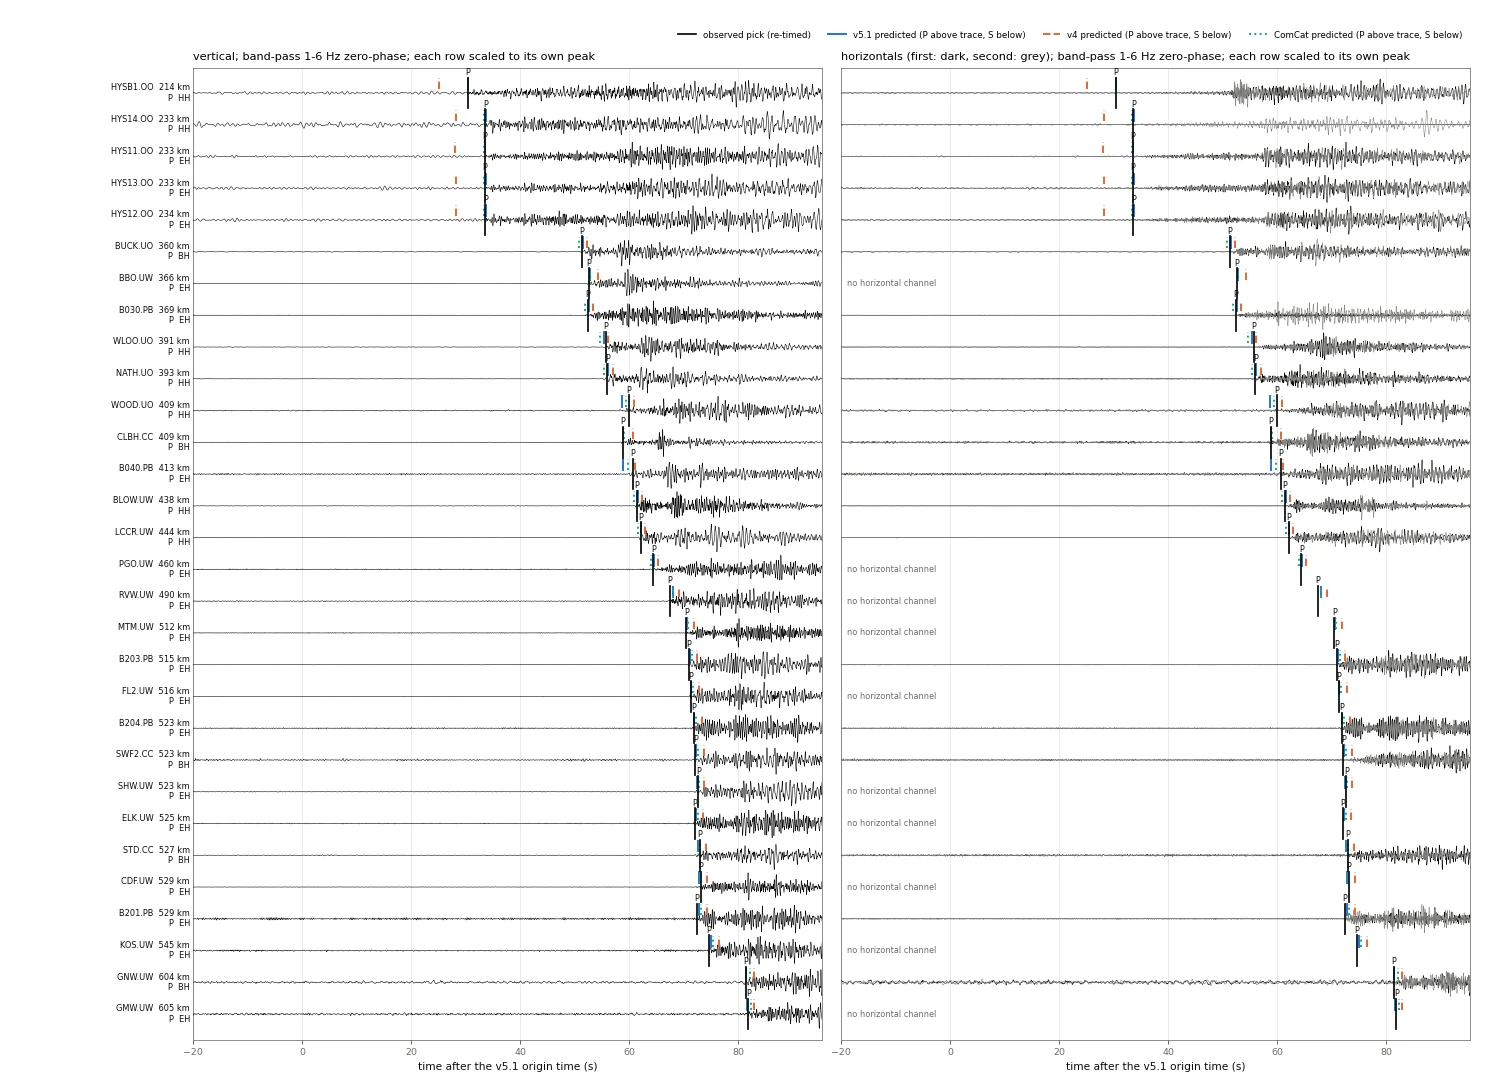 observed pick (re-timed) v5.1 predicted (P above trace, S below) v4 predicted (P above trace, S below) ComCat predicted (P above trace, S below)
vertical; band-pass 1-6 Hz zero-phase; each row scaled to its own peak
horizontals (first: dark, second: grey); band-pass 1-6 Hz zero-phase; each row scaled to its own peak
HYSB1.OO 214 km
P HH
HYS14.OO 233 km
P HH
HYS11.OO 233 km
P EH
HYS13.OO 233 km
P EH
HYS12.OO 234 km
P EH
BUCK.UO 360 km
P BH
BBO.UW 366 km
P EH
no horizontal channel
B030.PB 369 km
P EH
WLOO.UO 391 km
P HH
NATH.UO 393 km
P HH
WOOD.UO 409 km
P HH
CLBH.CC 409 km
P BH
B040.PB 413 km
P EH
BLOW.UW 438 km
P HH
LCCR.UW 444 km
P HH
PGO.UW 460 km
P EH
no horizontal channel
RVW.UW 490 km
P EH
no horizontal channel
MTM.UW 512 km
P EH
no horizontal channel
B203.PB 515 km
P EH
FL2.UW 516 km
P EH
no horizontal channel
B204.PB 523 km
P EH
SWF2.CC 523 km
P BH
SHW.UW 523 km
P EH
no horizontal channel
ELK.UW 525 km
P EH
no horizontal channel
STD.CC 527 km
P BH
CDF.UW 529 km
P EH
no horizontal channel
B201.PB 529 km
P EH
KOS.UW 545 km
P EH
no horizontal channel
GNW.UW 604 km
P BH
GMW.UW 605 km
P EH
no horizontal channel
−20 0 20 40 60 80
−20 0 20 40 60 80
time after the v5.1 origin time (s)
time after the v5.1 origin time (s)